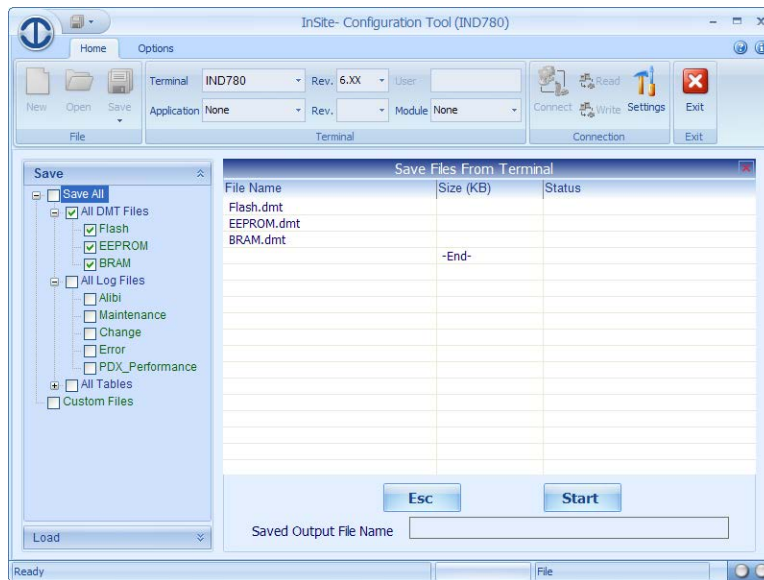 InSite- Configuration Tool (IND780)
Home Options
Terminal IND780 Rev. 6.XX User
New Open Save Application None Rev. Module None Connect Read Write Settings Exit
File Terminal Connection Exit
Save
Save All
All DMT Files
Flash
EEPROM
BRAM
All Log Files
Alibi
Maintenance
Change
Error
PDX_Performance
All Tables
Custom Files
Load
Save Files From Terminal
File Name Size (KB) Status
Flash.dmt
EEPROM.dmt
BRAM.dmt
-End-
Esc Start
Saved Output File Name
Ready File